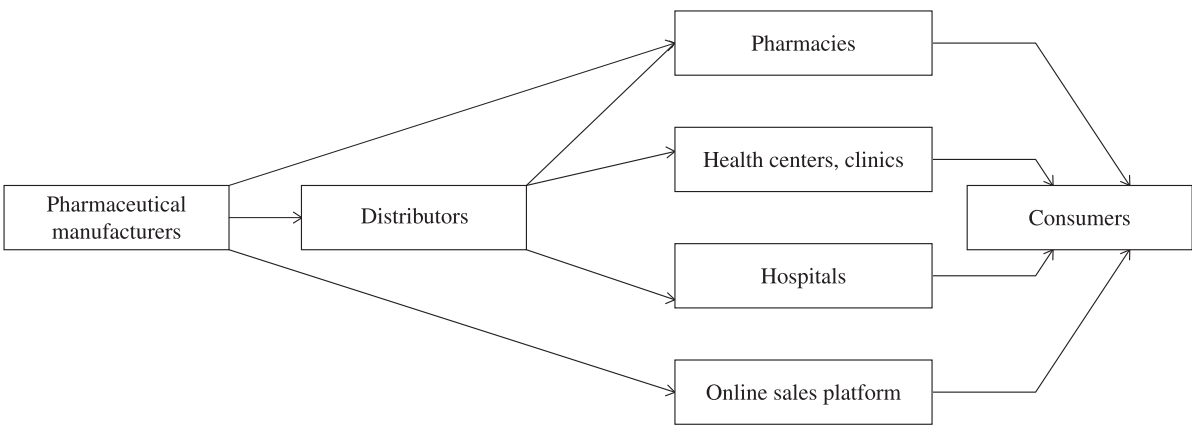 Pharmaceutical
manufacturers
Distributors
Pharmacies
Health centers, clinics
Hospitals
Online sales platform
Consumers